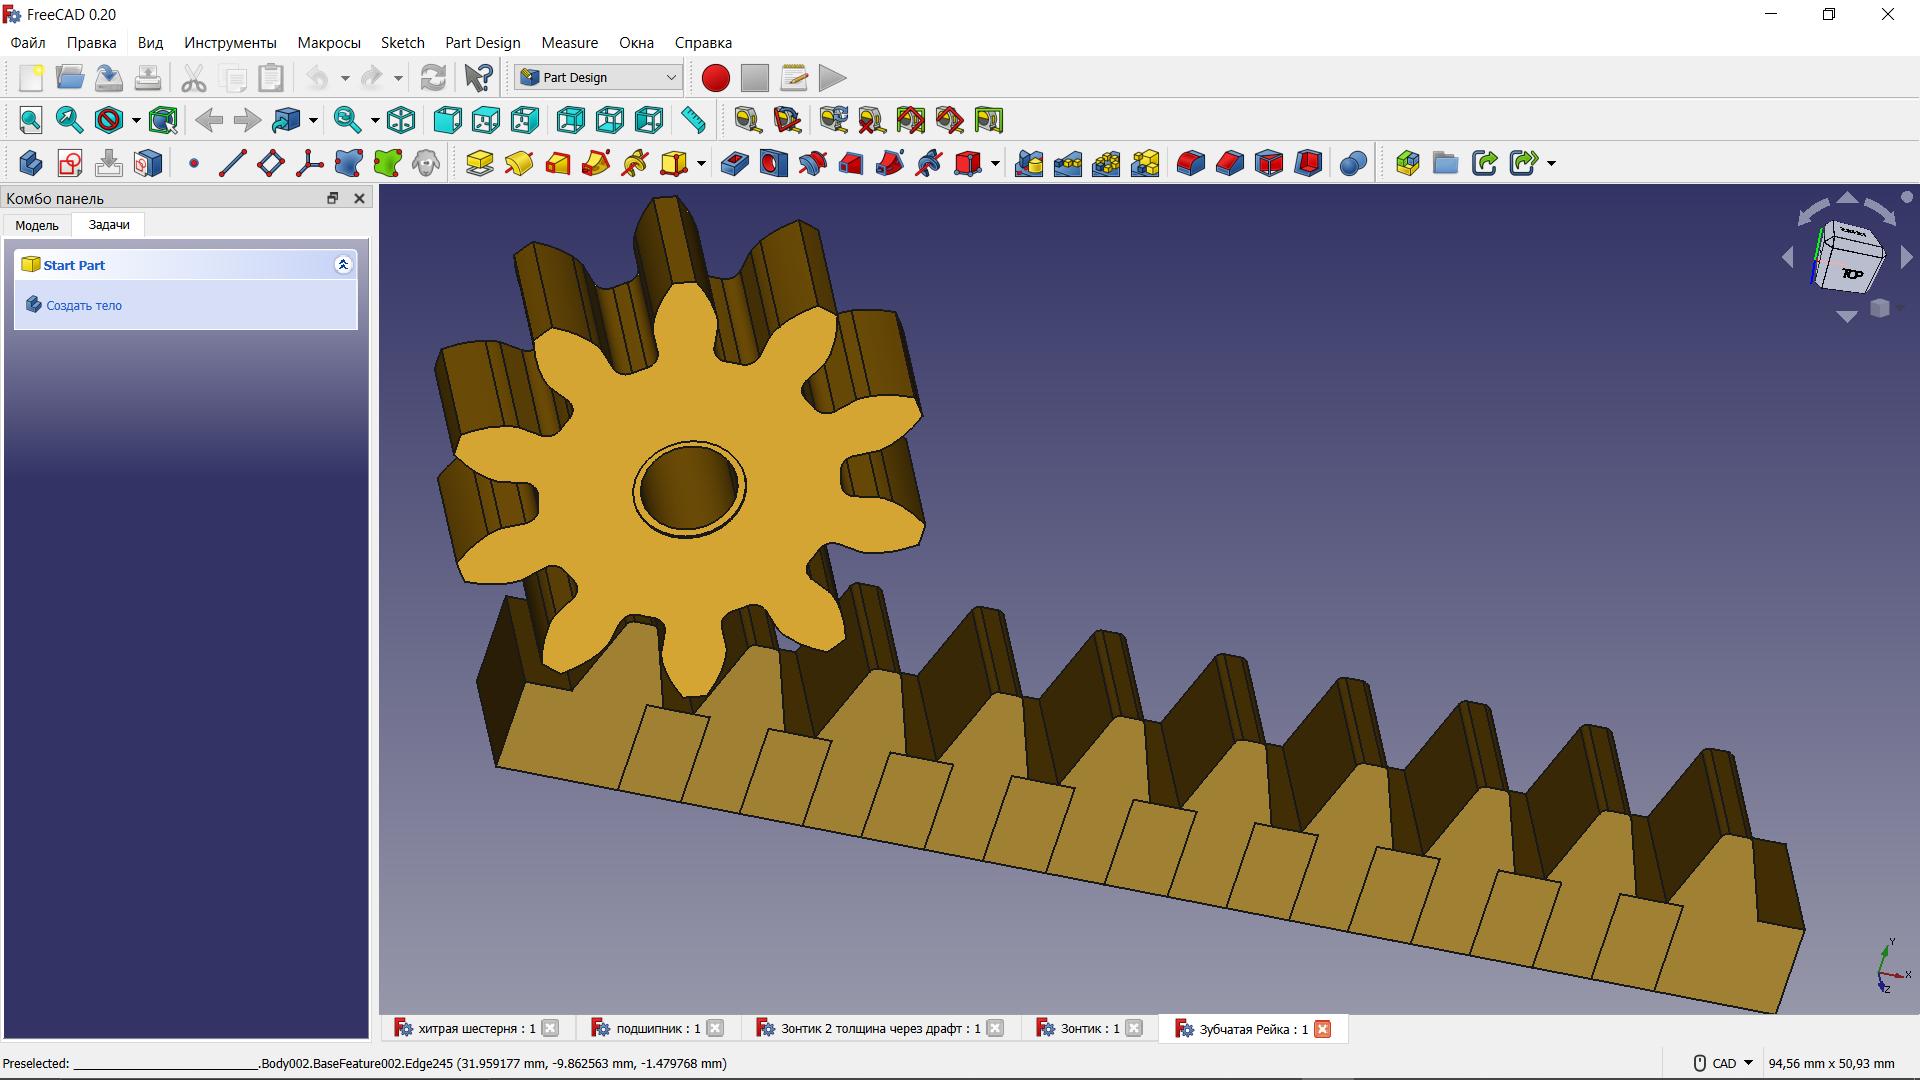 FreeCAD 0.20
Файл Правка Вид Инструменты Макросы Sketch Part Design Measure Окна Справка
Part Design
Комбо панель
Модель Задачи
Start Part
Создать тело
TOP
Y
X
Z
хитрая шестерня : 1 подшипник : 1 Зонтик 2 толщина через драфт : 1 Зонтик : 1 Зубчатая Рейка : 1
Preselected: ____________________________.Body002.BaseFeature002.Edge245 (31.959177 mm, -9.862563 mm, -1.479768 mm) CAD 94,56 mm x 50,93 mm